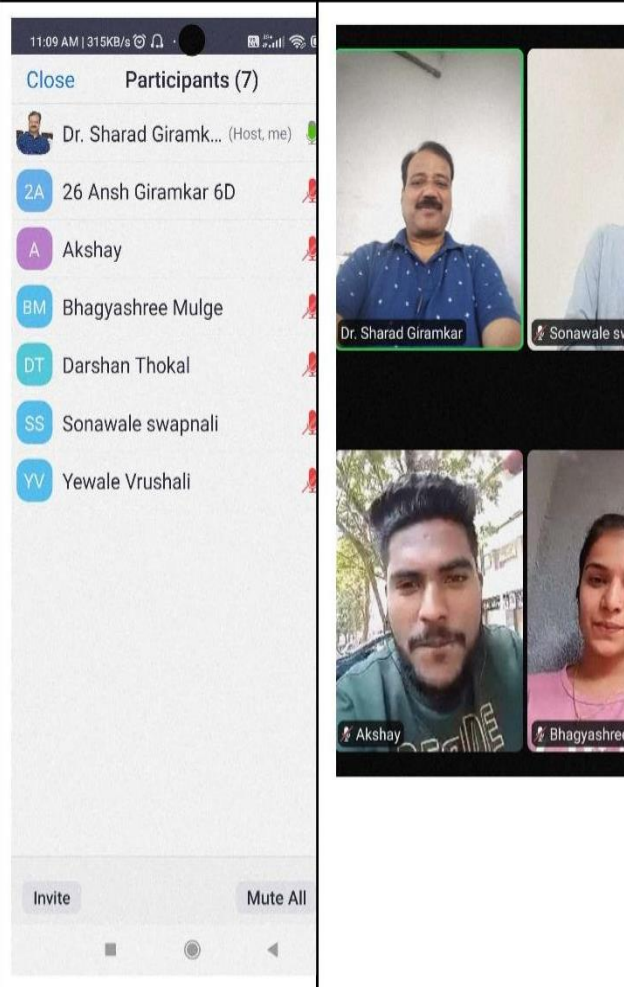 11:09 AM | 315KB/s
Close Participants (7)
Dr. Sharad Giramk... (Host, me)
2A 26 Ansh Giramkar 6D
A Akshay
BM Bhagyashree Mulge
DT Darshan Thokal
SS Sonawale swapnali
YV Yewale Vrushali
Invite Mute All
Dr. Sharad Giramkar
Sonawale sw
Akshay
Bhagyashree